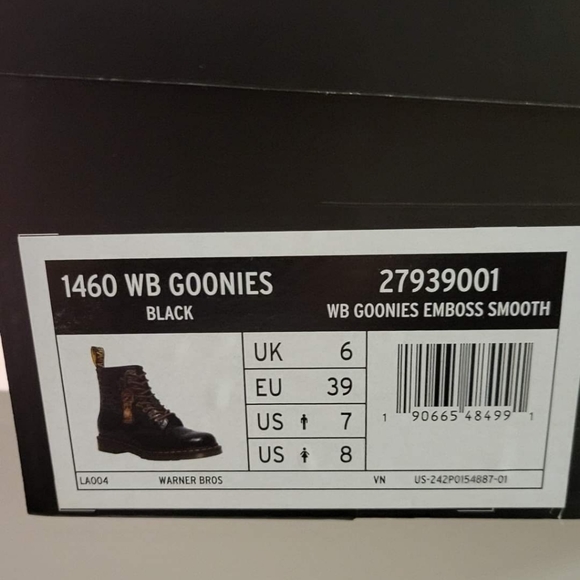 1460 WB GOONIES
BLACK
27939001
WB GOONIES EMBOSS SMOOTH
UK 6
EU 39
US 7
US 8
1 90665 48499 1
LA004 WARNER BROS VN US-242P0154887-01